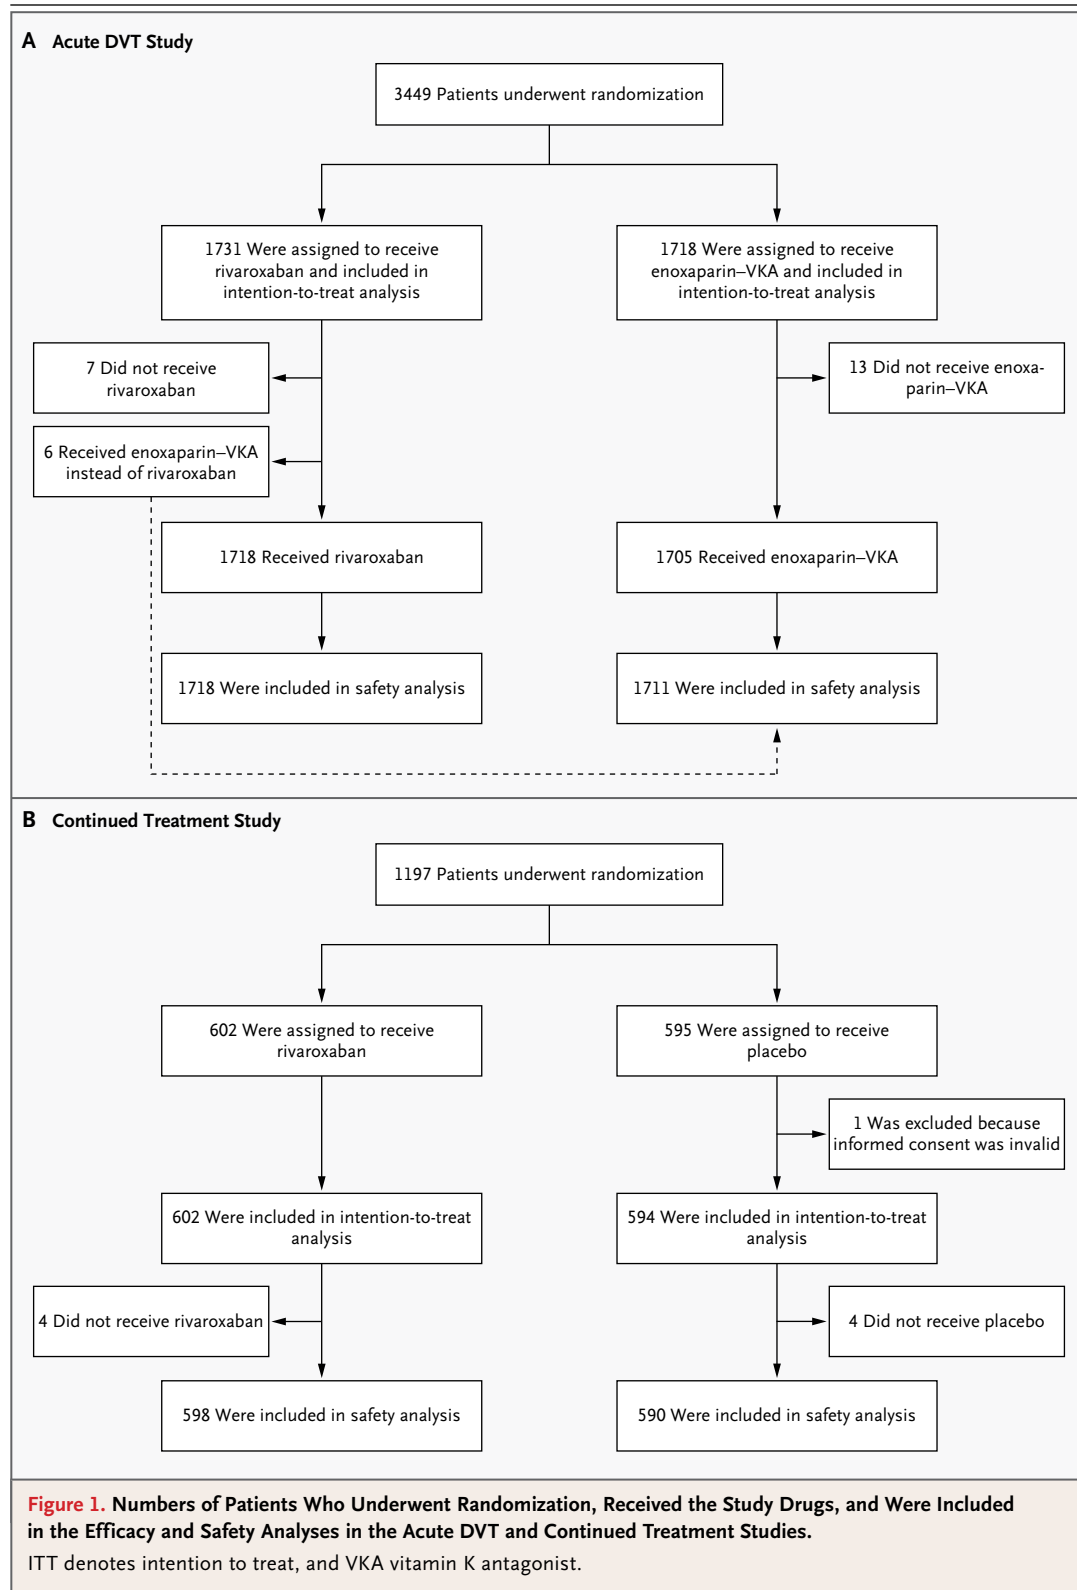 A Acute DVT Study
3449 Patients underwent randomization
1731 Were assigned to receive
rivaroxaban and included in
intention-to-treat analysis
1718 Were assigned to receive
enoxaparin–VKA and included in
intention-to-treat analysis
7 Did not receive
rivaroxaban
13 Did not receive enoxa-
parin–VKA
6 Received enoxaparin–VKA
instead of rivaroxaban
1718 Received rivaroxaban
1705 Received enoxaparin–VKA
1718 Were included in safety analysis
1711 Were included in safety analysis
B Continued Treatment Study
1197 Patients underwent randomization
602 Were assigned to receive
rivaroxaban
595 Were assigned to receive
placebo
1 Was excluded because
informed consent was invalid
602 Were included in intention-to-treat
analysis
594 Were included in intention-to-treat
analysis
4 Did not receive rivaroxaban
4 Did not receive placebo
598 Were included in safety analysis
590 Were included in safety analysis
Figure 1. Numbers of Patients Who Underwent Randomization, Received the Study Drugs, and Were Included
in the Efficacy and Safety Analyses in the Acute DVT and Continued Treatment Studies.
ITT denotes intention to treat, and VKA vitamin K antagonist.